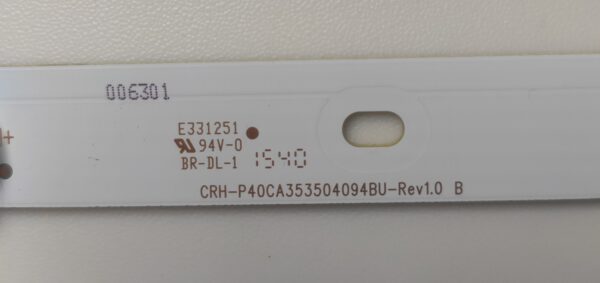 006301
+
E331251
94V-0
BR-DL-1 1540
CRH-P40CA353504094BU-Rev1.0 B